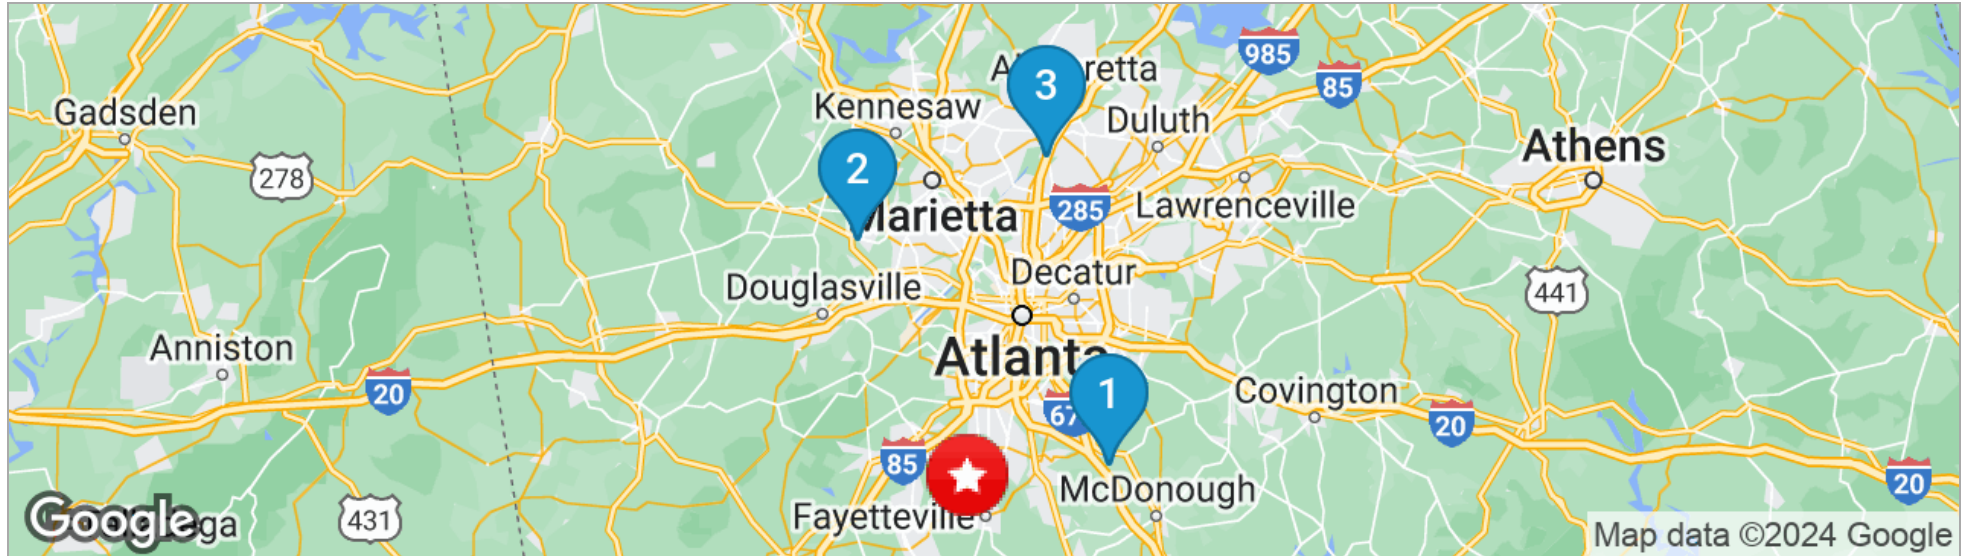 985
85
3
Kennesaw
Duluth
Gadsden
Athens
2
278
285
Lawrenceville
Marietta
Decatur
Douglasville
441
Anniston
Atlanta
20
1
Covington
67
20
85
McDonough
20
Fayetteville
Google
431
Map data ©2024 Google